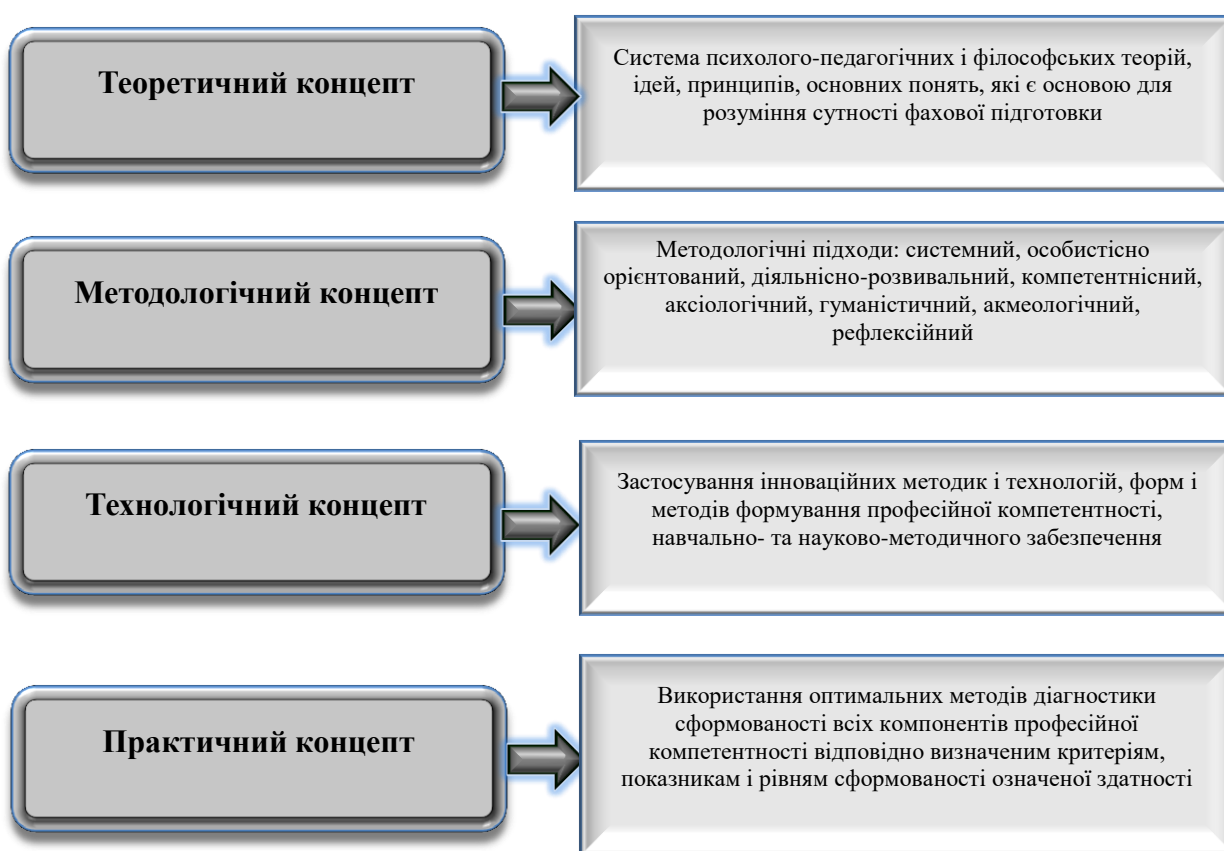 Теоретичний концепт
Система психолого-педагогічних і філософських теорій,
ідей, принципів, основних понять, які є основою для
розуміння сутності фахової підготовки
Методологічний концепт
Методологічні підходи: системний, особистісно
орієнтований, діяльнісно-розвивальний, компетентнісний,
аксіологічний, гуманістичний, акмеологічний,
рефлексійний
Технологічний концепт
Застосування інноваційних методик і технологій, форм і
методів формування професійної компетентності,
навчально- та науково-методичного забезпечення
Практичний концепт
Використання оптимальних методів діагностики
сформованості всіх компонентів професійної
компетентності відповідно визначеним критеріям,
показникам і рівням сформованості означеної здатності